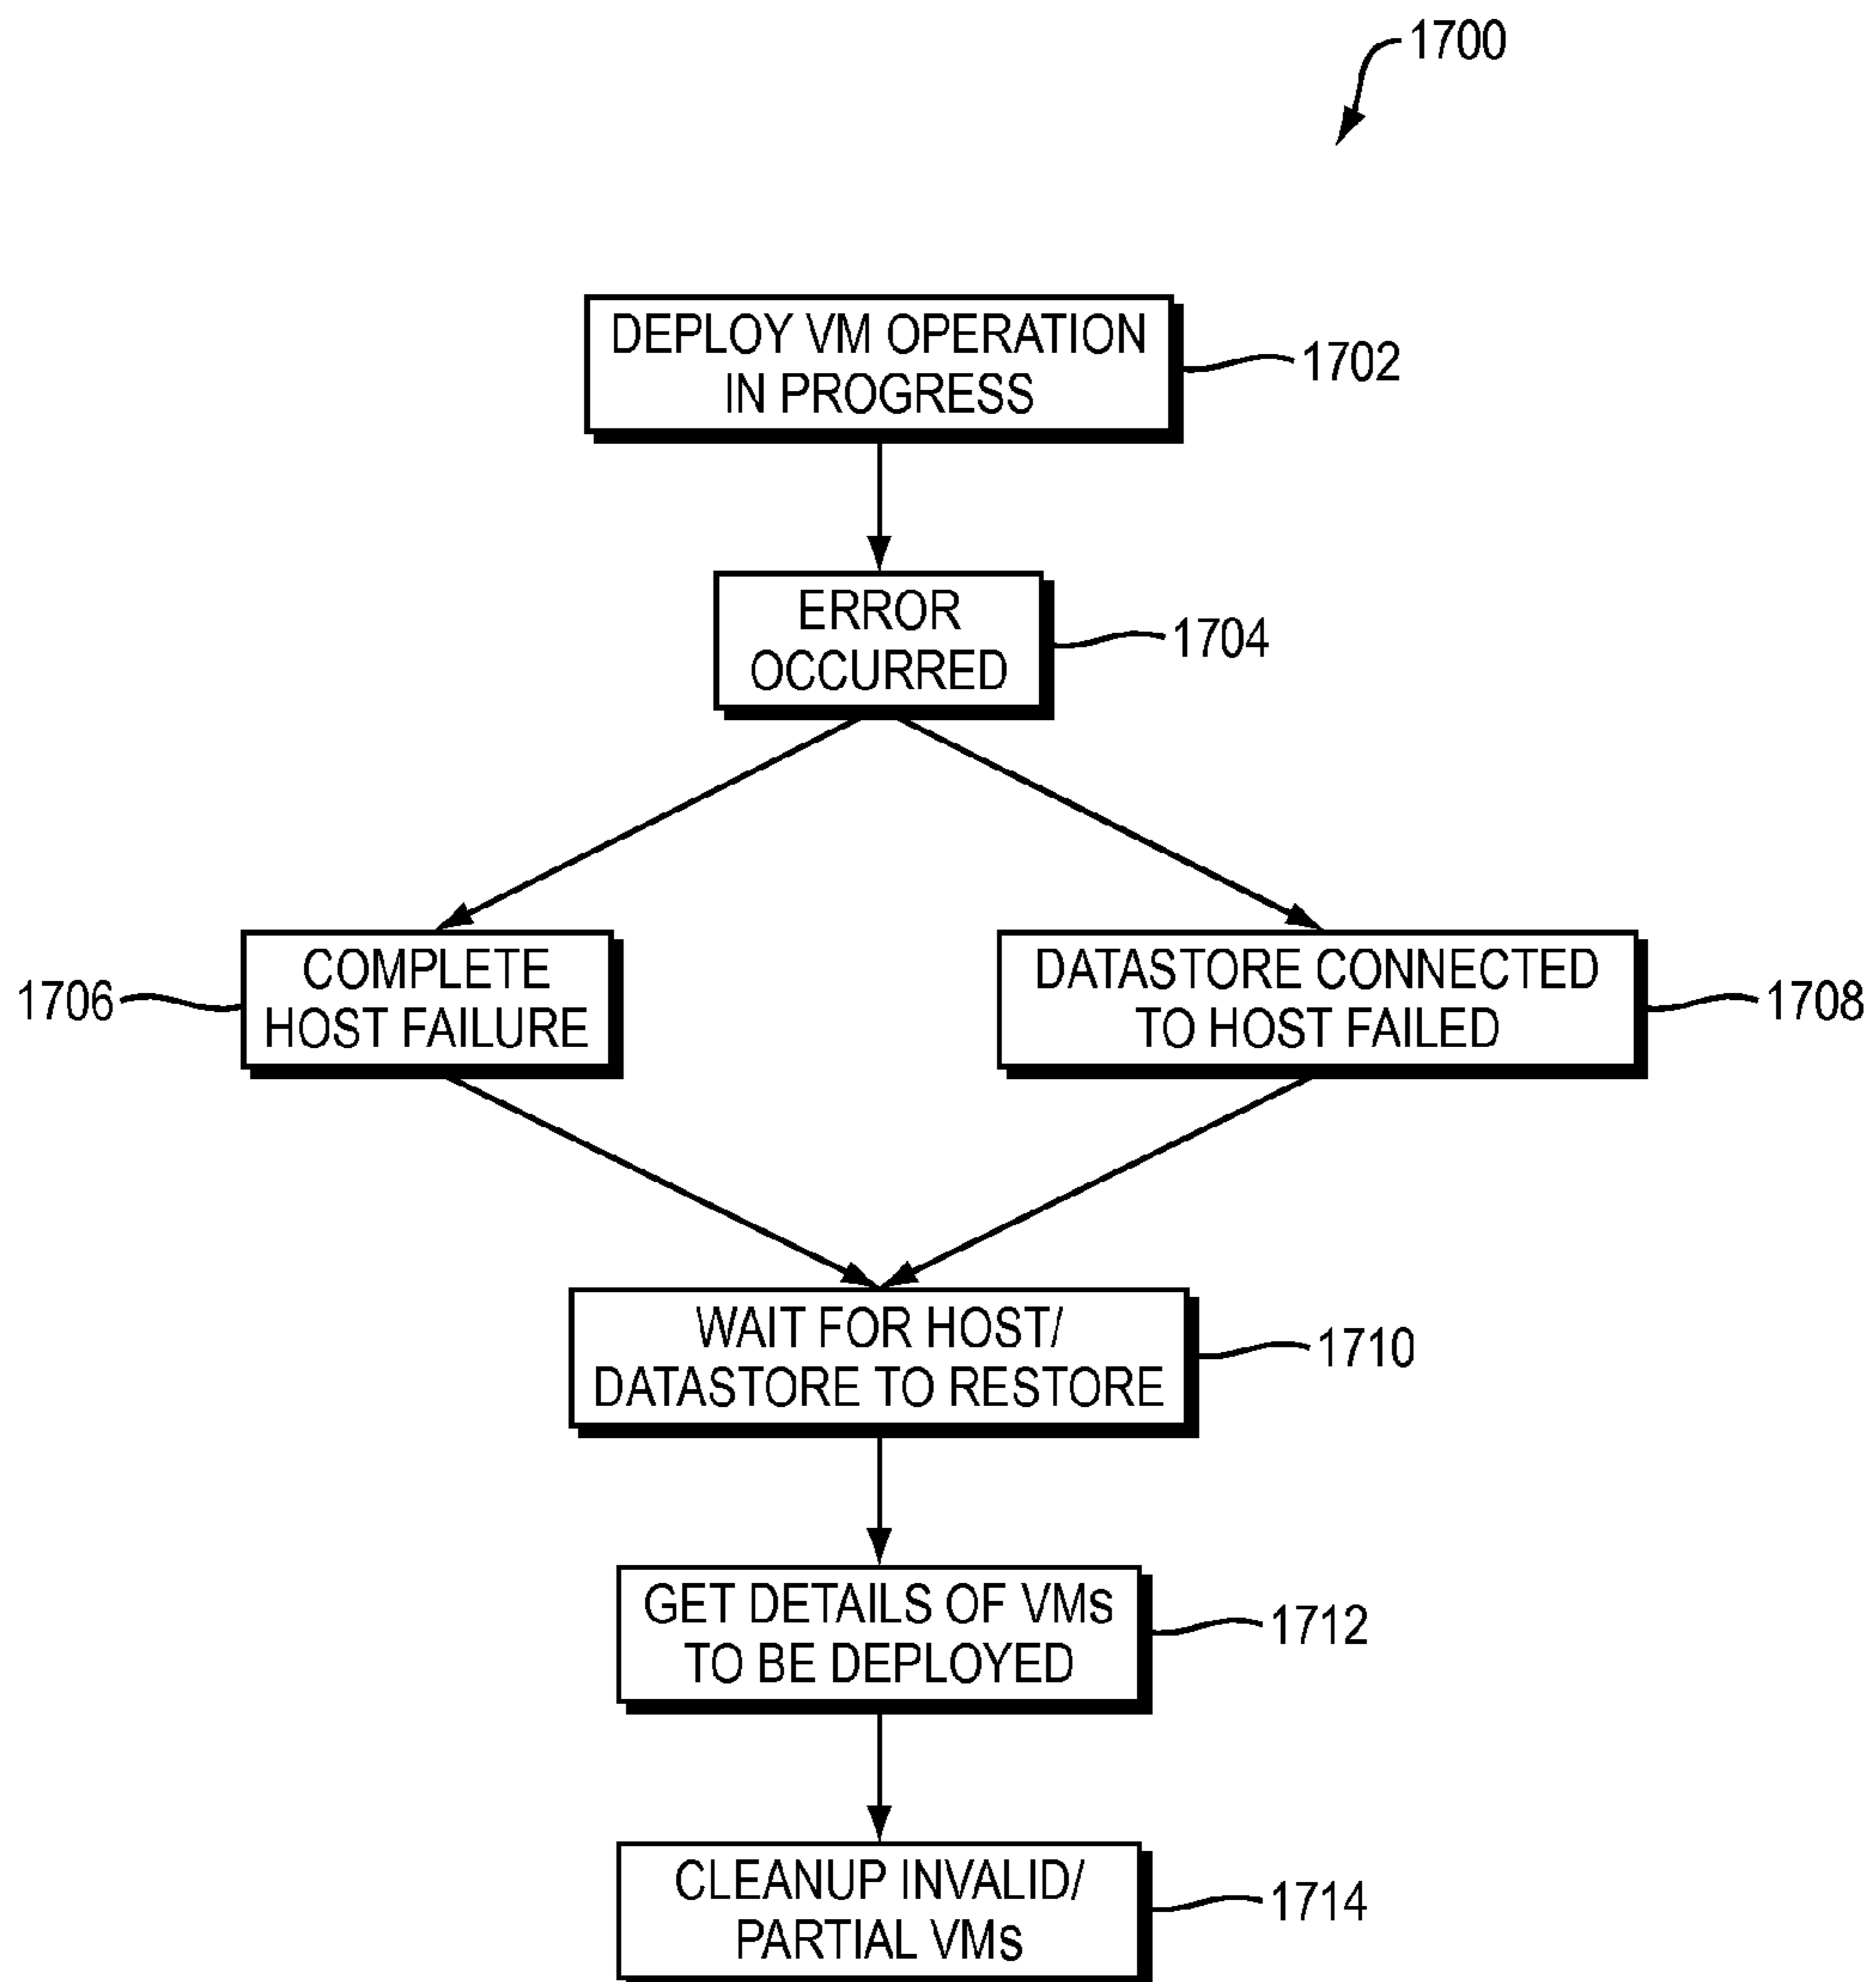 1700
DEPLOY VM OPERATION
IN PROGRESS
1702
ERROR
OCCURRED
1704
COMPLETE
HOST FAILURE
1706
DATASTORE CONNECTED
TO HOST FAILED
1708
WAIT FOR HOST/
DATASTORE TO RESTORE
1710
GET DETAILS OF VMs
TO BE DEPLOYED
1712
CLEANUP INVALID/
PARTIAL VMs
1714